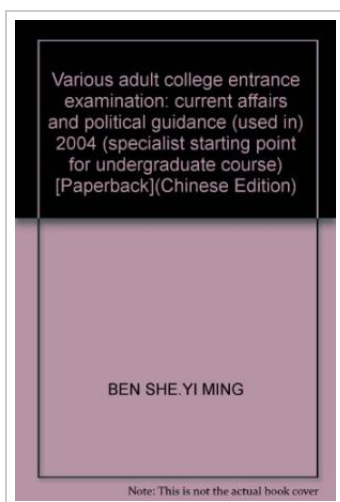 Various adult college entrance
examination: current affairs
and political guidance (used in)
2004 (specialist starting point
for undergraduate course)
[Paperback](Chinese Edition)
BEN SHE.YI MING
Note: This is not the actual book cover